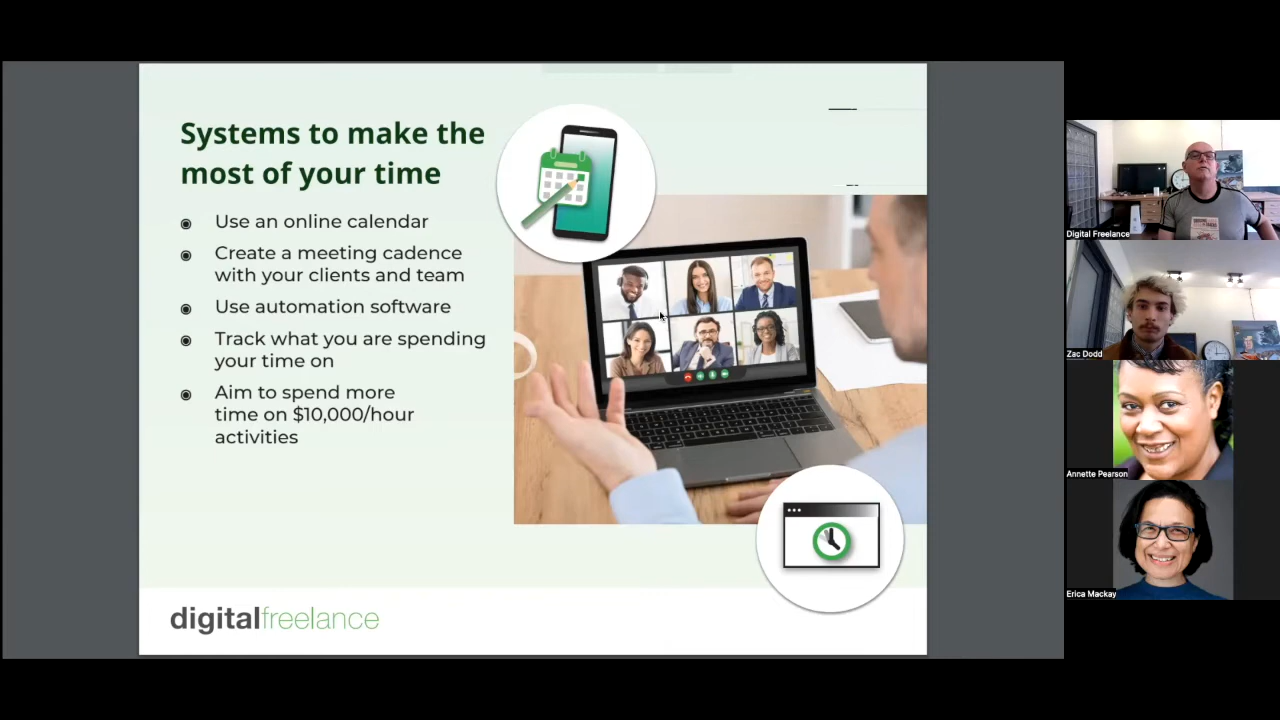 Systems to make the
most of your time
Use an online calendar
Create a meeting cadence
with your clients and team
Use automation software
Track what you are spending
your time on
Aim to spend more
time on $10,000/hour
activities
digitalfreelance
Digital Freelance
Zac Dodd
Annette Pearson
Erica Mackay